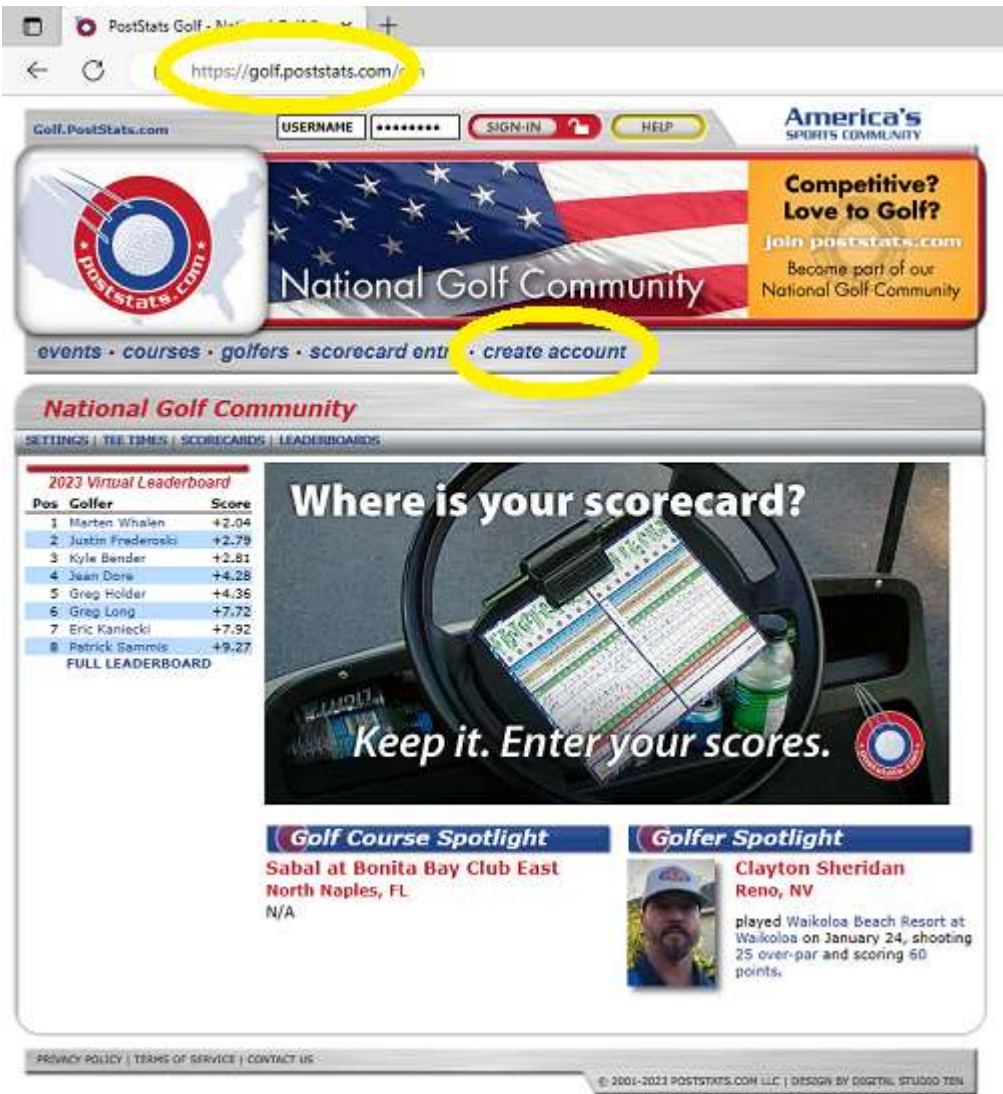 PostStats Golf - National Golf C
https://golf.poststats.com/
Golf.PostStats.com
USERNAME
SIGN-IN
HELP
America's
SPORTS COMMUNITY
poststats.com
National Golf Community
Competitive?
Love to Golf?
join poststats.com
Become part of our
National Golf Community
events · courses · golfers · scorecard entr · create account
National Golf Community
SETTINGS | TEE TIMES | SCORECARDS | LEADERBOARDS
2023 Virtual Leaderboard
Pos Golfer Score
1 Marten Whalen +2.04
2 Justin Frederoski +2.79
3 Kyle Bender +2.81
4 Jean Dore +4.28
5 Greg Holder +4.36
6 Greg Long +7.72
7 Eric Kaniecki +7.92
8 Patrick Sammis +9.27
FULL LEADERBOARD
Where is your scorecard?
Keep it. Enter your scores.
poststats.com
Golf Course Spotlight
Sabal at Bonita Bay Club East
North Naples, FL
N/A
Golfer Spotlight
Clayton Sheridan
Reno, NV
played Waikoloa Beach Resort at
Waikoloa on January 24, shooting
25 over-par and scoring 60
points.
PRIVACY POLICY | TERMS OF SERVICE | CONTACT US
© 2001-2023 POSTSTATS.COM LLC | DESIGN BY DIGITAL STUDIO TEN